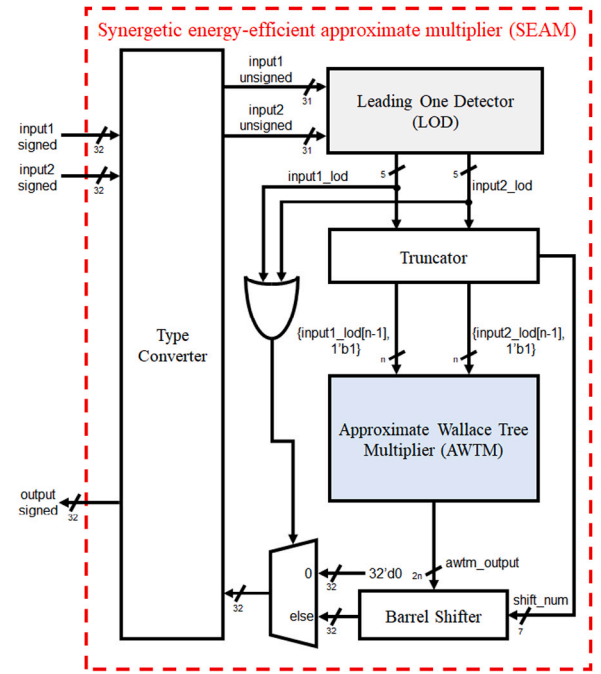 Synergetic energy-efficient approximate multiplier (SEAM)
input1
unsigned
31
input2
unsigned
31
Leading One Detector
(LOD)
input1
signed
32
input2
signed
32
input1_lod
5
5
input2_lod
Truncator
Type
Converter
{input1_lod[n-1],
1'b1}
n
{input2_lod[n-1],
1'b1}
n
Approximate Wallace Tree
Multiplier (AWTM)
output
signed
32
2n
awtm_output
0
32
32'd0
32
else
32
Barrel Shifter
shift_num
7